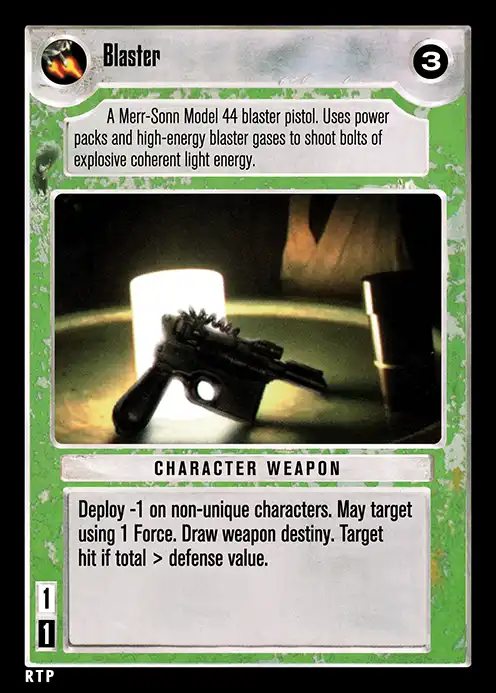 Blaster
3
A Merr-Sonn Model 44 blaster pistol. Uses power
packs and high-energy blaster gases to shoot bolts of
explosive coherent light energy.
CHARACTER WEAPON
Deploy -1 on non-unique characters. May target
using 1 Force. Draw weapon destiny. Target
hit if total > defense value.
1
1
RTP